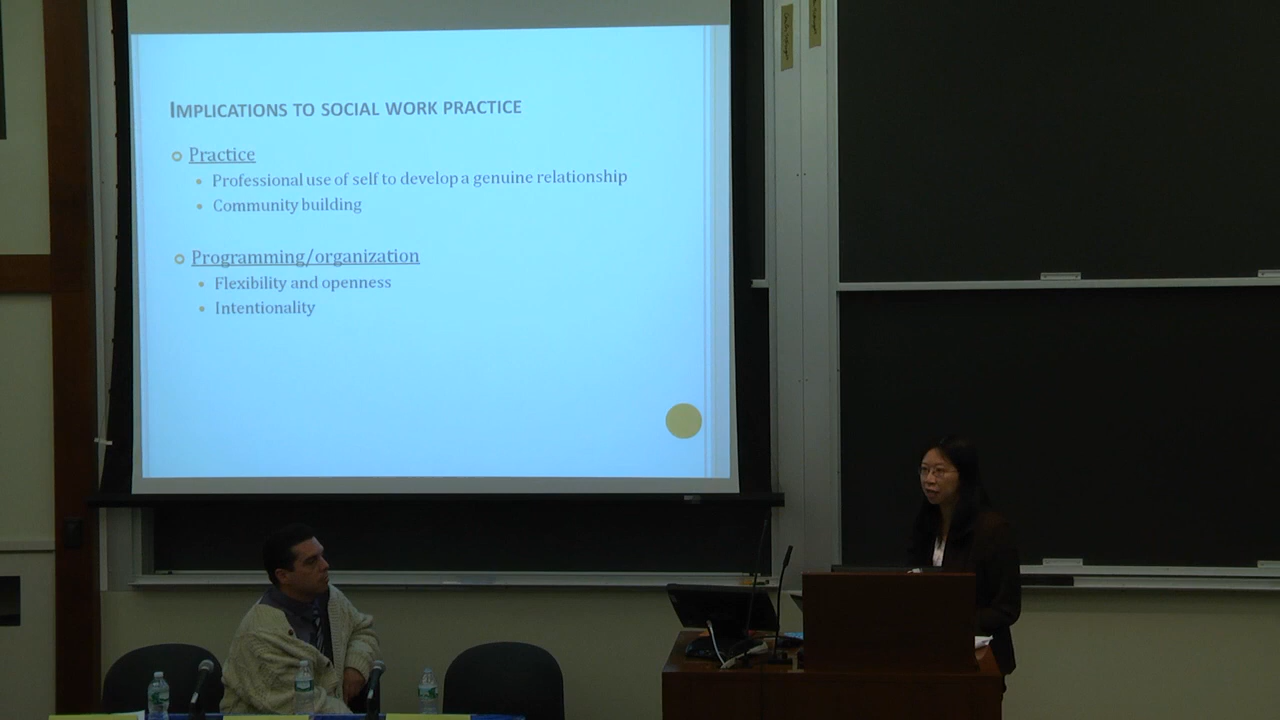 IMPLICATIONS TO SOCIAL WORK PRACTICE
Practice
Professional use of self to develop a genuine relationship
Community building
Programming/organization
Flexibility and openness
Intentionality